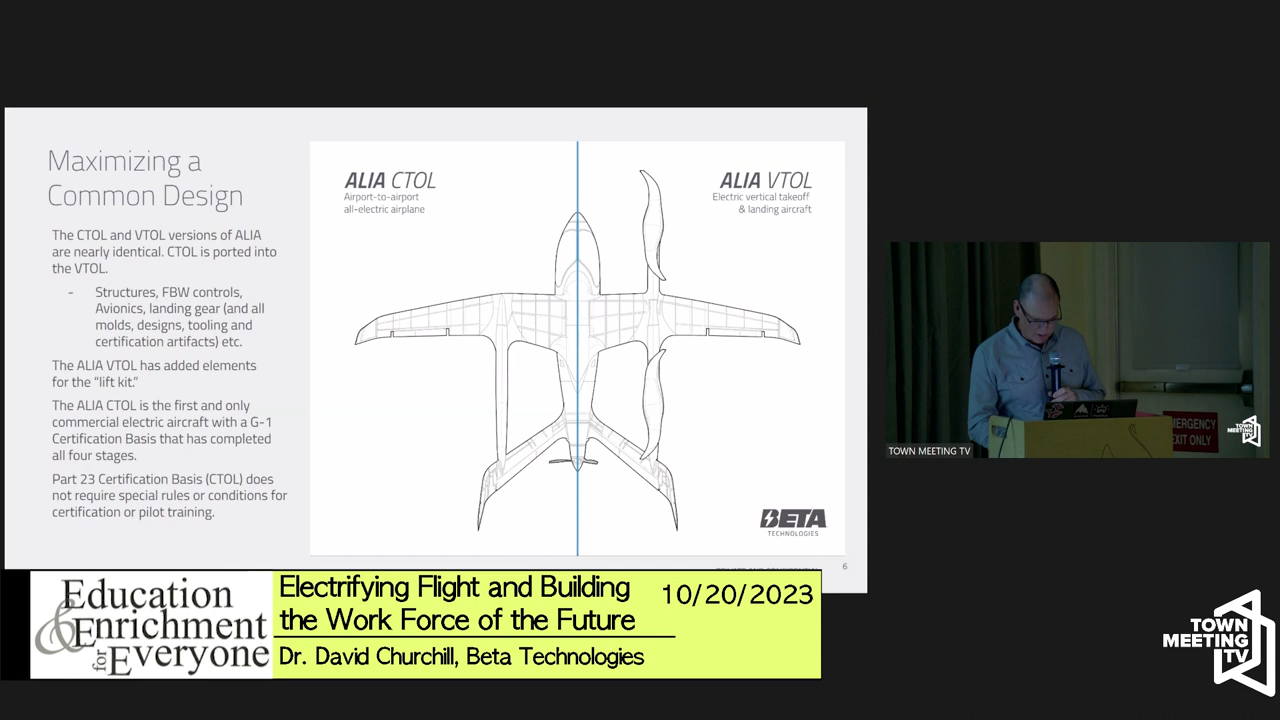 Maximizing a
Common Design
The CTOL and VTOL versions of ALIA
are nearly identical. CTOL is ported into
the VTOL.
- Structures, FBW controls,
Avionics, landing gear (and all
molds, designs, tooling and
certification artifacts) etc.
The ALIA VTOL has added elements
for the “lift kit.”
The ALIA CTOL is the first and only
commercial electric aircraft with a G-1
Certification Basis that has completed
all four stages.
Part 23 Certification Basis (CTOL) does
not require special rules or conditions for
certification or pilot training.
ALIA CTOL
Airport-to-airport
all-electric airplane
ALIA VTOL
Electric vertical takeoff
& landing aircraft
BETA
TECHNOLOGIES
6
EMERGENCY
EXIT ONLY
TOWN
MEETING
TV
TOWN MEETING TV
Education
& Enrichment
for Everyone
Electrifying Flight and Building
the Work Force of the Future
10/20/2023
Dr. David Churchill, Beta Technologies
TOWN
MEETING
TV